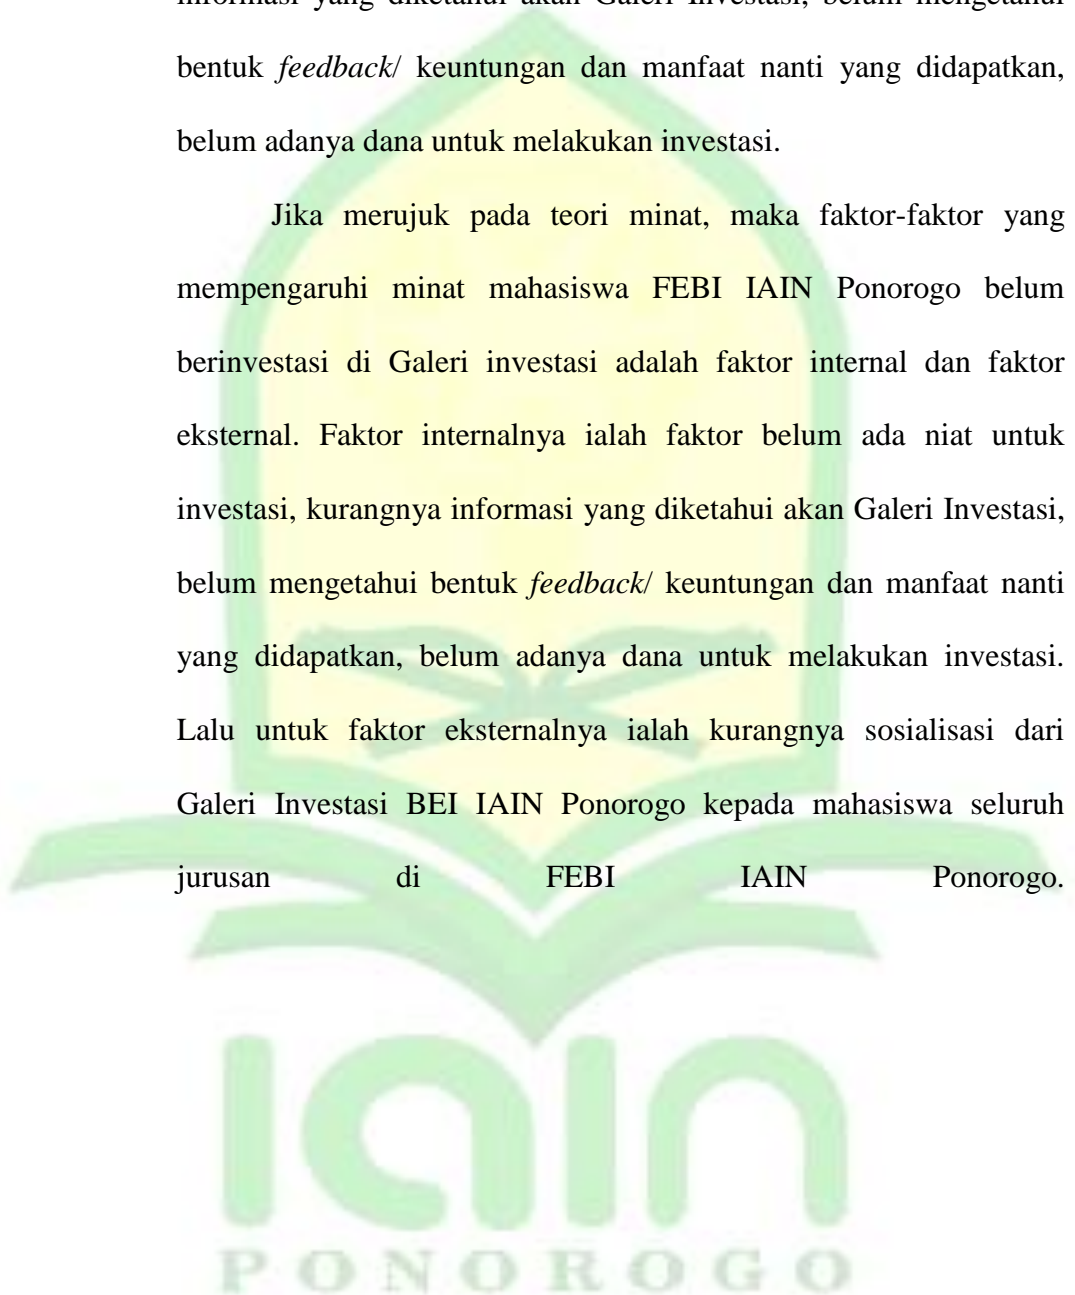 informasi yang diketahui akan Galeri Investasi, belum mengetahui
bentuk feedback/ keuntungan dan manfaat nanti yang didapatkan,
belum adanya dana untuk melakukan investasi.
Jika merujuk pada teori minat, maka faktor-faktor yang
mempengaruhi minat mahasiswa FEBI IAIN Ponorogo belum
berinvestasi di Galeri investasi adalah faktor internal dan faktor
eksternal. Faktor internalnya ialah faktor belum ada niat untuk
investasi, kurangnya informasi yang diketahui akan Galeri Investasi,
belum mengetahui bentuk feedback/ keuntungan dan manfaat nanti
yang didapatkan, belum adanya dana untuk melakukan investasi.
Lalu untuk faktor eksternalnya ialah kurangnya sosialisasi dari
Galeri Investasi BEI IAIN Ponorogo kepada mahasiswa seluruh
jurusan di FEBI IAIN Ponorogo.
iain
PONOROGO